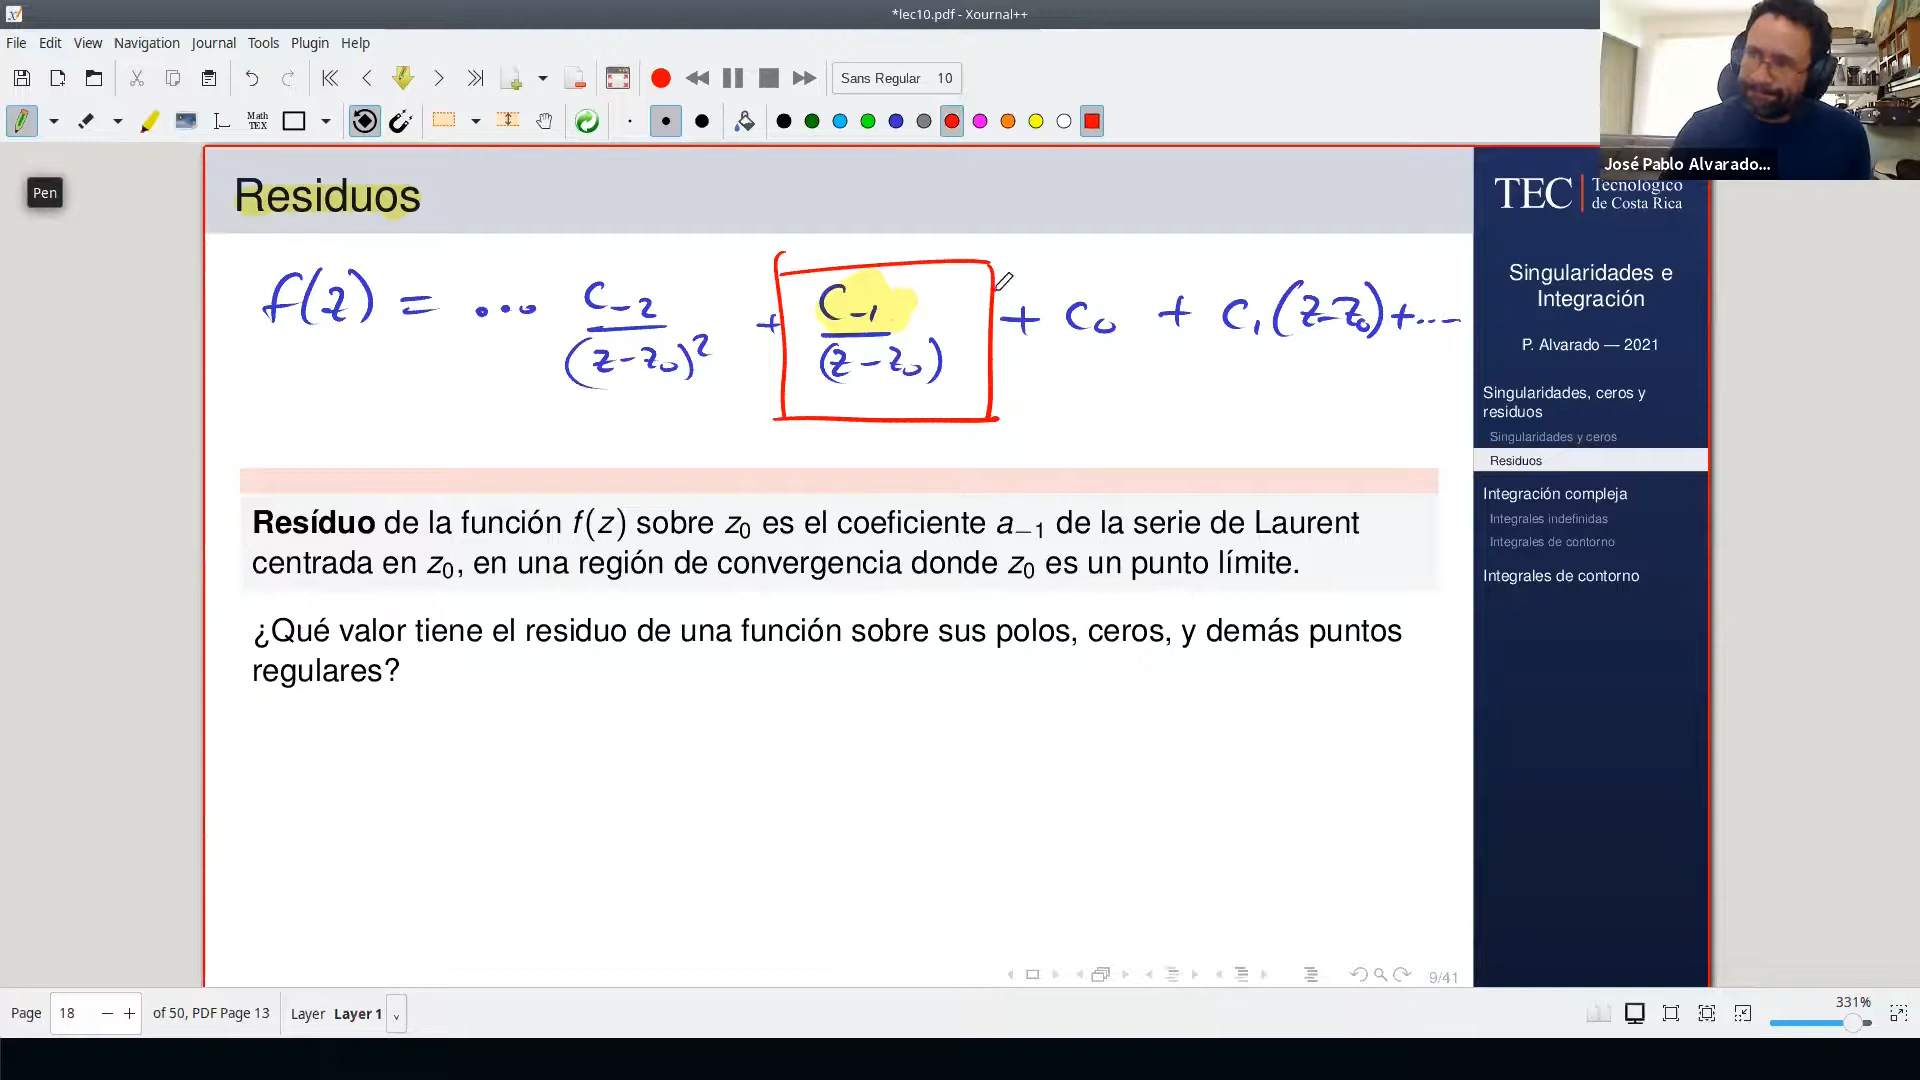 *lec10.pdf - Xournal++
File Edit View Navigation Journal Tools Plugin Help
Sans Regular 10
Math
TEX
José Pablo Alvarado...
Pen
Residuos
TEC Tecnológico
de Costa Rica
f(z) = ... c₋₂/(z-z₀)² + c₋₁/(z-z₀) + c₀ + c₁(z-z₀)+...
Singularidades e
Integración
P. Alvarado — 2021
Singularidades, ceros y
residuos
Singularidades y ceros
Residuos
Integración compleja
Integrales indefinidas
Integrales de contorno
Integrales de contorno
Resíduo de la función f(z) sobre z₀ es el coeficiente a₋₁ de la serie de Laurent
centrada en z₀, en una región de convergencia donde z₀ es un punto límite.
¿Qué valor tiene el residuo de una función sobre sus polos, ceros, y demás puntos
regulares?
9/41
Page 18 of 50, PDF Page 13 Layer Layer 1
331%